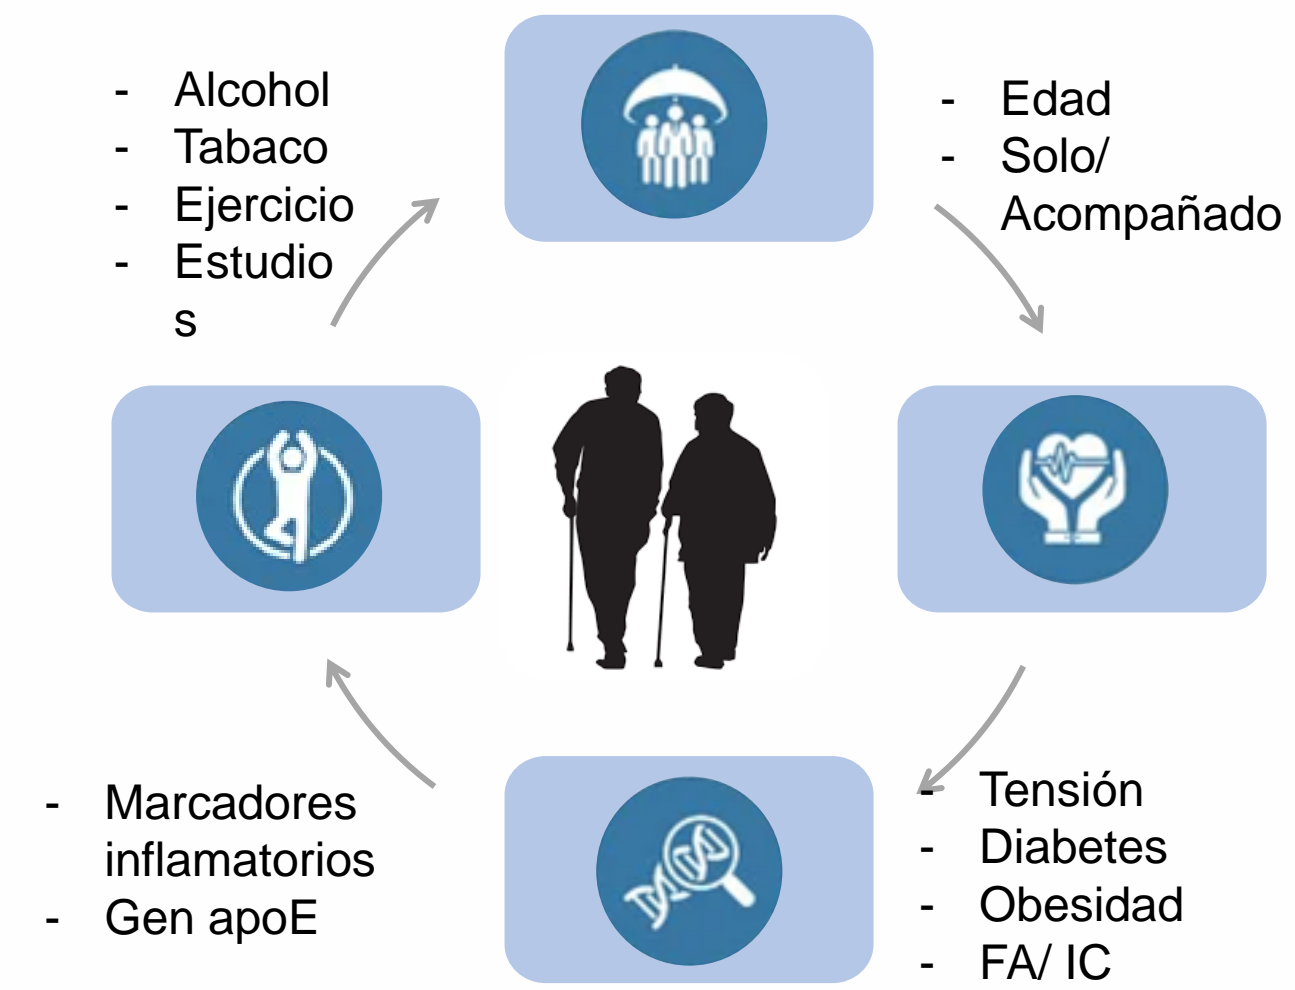 - Alcohol
- Tabaco
- Ejercicio
- Estudio
s
- Edad
- Solo/
Acompañado
- Marcadores
inflamatorios
- Gen apoE
- Tensión
- Diabetes
- Obesidad
- FA/ IC